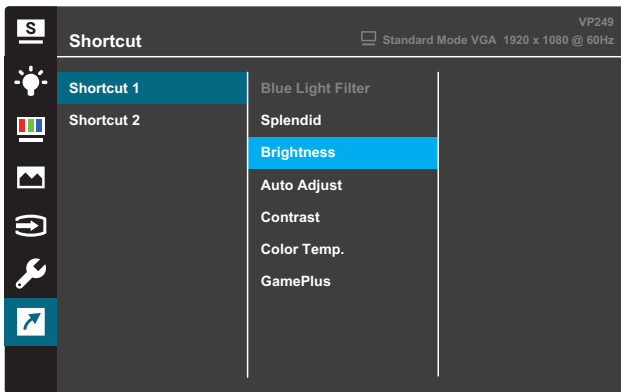 S
VP249
Shortcut
Standard Mode VGA 1920 x 1080 @ 60Hz
Shortcut 1
Shortcut 2
Blue Light Filter
Splendid
Brightness
Auto Adjust
Contrast
Color Temp.
GamePlus